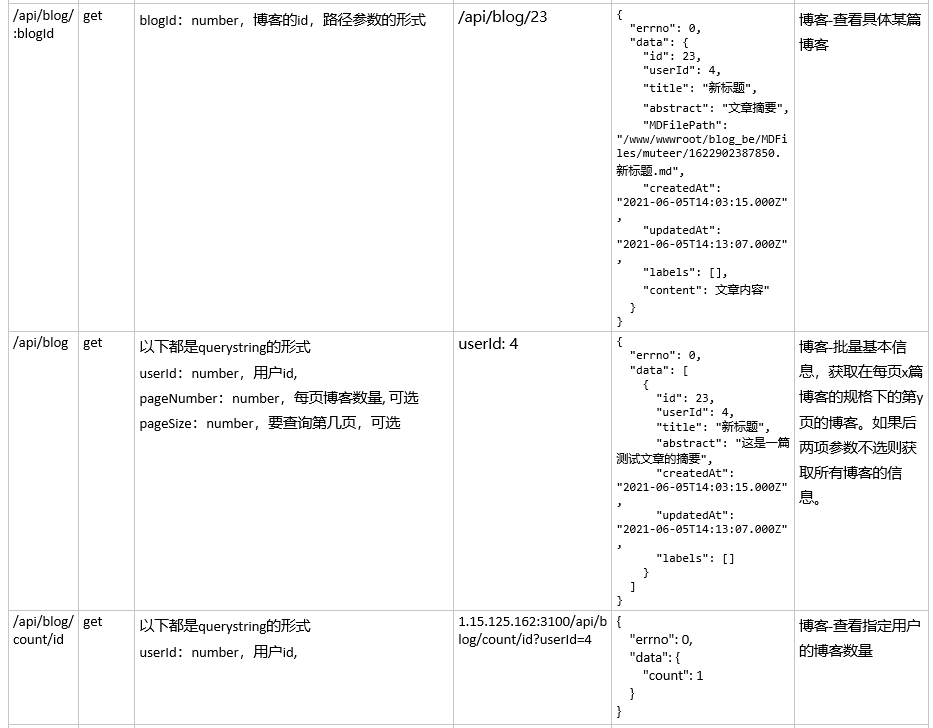 /api/blog/
:blogId
get
blogId：number，博客的id，路径参数的形式
/api/blog/23
{
"errno": 0,
"data": {
"id": 23,
"userId": 4,
"title": "新标题",
"abstract": "文章摘要",
"MDFilePath":
"/www/wwwroot/blog_be/MDFi
les/muteer/1622902387850.
新标题.md",
"createdAt":
"2021-06-05T14:03:15.000Z"
,
"updatedAt":
"2021-06-05T14:13:07.000Z"
,
"labels": [],
"content": 文章内容"
}
}
博客-查看具体某篇
博客
/api/blog
get
以下都是querystring的形式
userId：number，用户id,
pageNumber：number，每页博客数量, 可选
pageSize：number，要查询第几页，可选
userId: 4
{
"errno": 0,
"data": [
{
"id": 23,
"userId": 4,
"title": "新标题",
"abstract": "这是一篇
测试文章的摘要",
"createdAt":
"2021-06-05T14:03:15.000Z"
,
"updatedAt":
"2021-06-05T14:13:07.000Z"
,
"labels": []
}
]
}
博客-批量基本信
息，获取在每页x篇
博客的规格下的第y
页的博客。如果后
两项参数不选则获
取所有博客的信
息。
/api/blog/
count/id
get
以下都是querystring的形式
userId：number，用户id,
1.15.125.162:3100/api/b
log/count/id?userId=4
{
"errno": 0,
"data": {
"count": 1
}
}
博客-查看指定用户
的博客数量